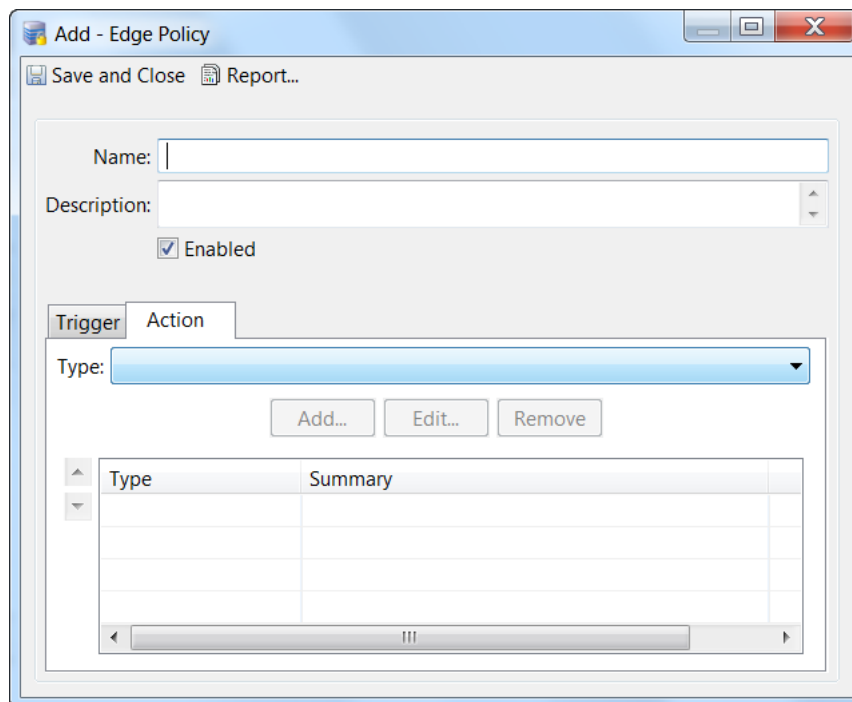 Add - Edge Policy
Save and Close Report...
Name:
Description:
Enabled
Trigger Action
Type:
Add... Edit... Remove
Type Summary